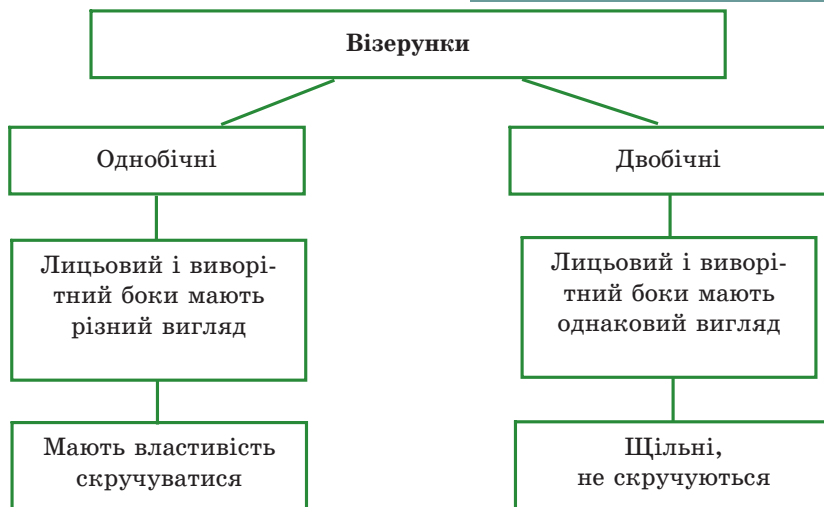 Візерунки
Однобічні
Двобічні
Лицьовий і виворі-
тний боки мають
різний вигляд
Лицьовий і виворі-
тний боки мають
однаковий вигляд
Мають властивість
скручуватися
Щільні,
не скручуються